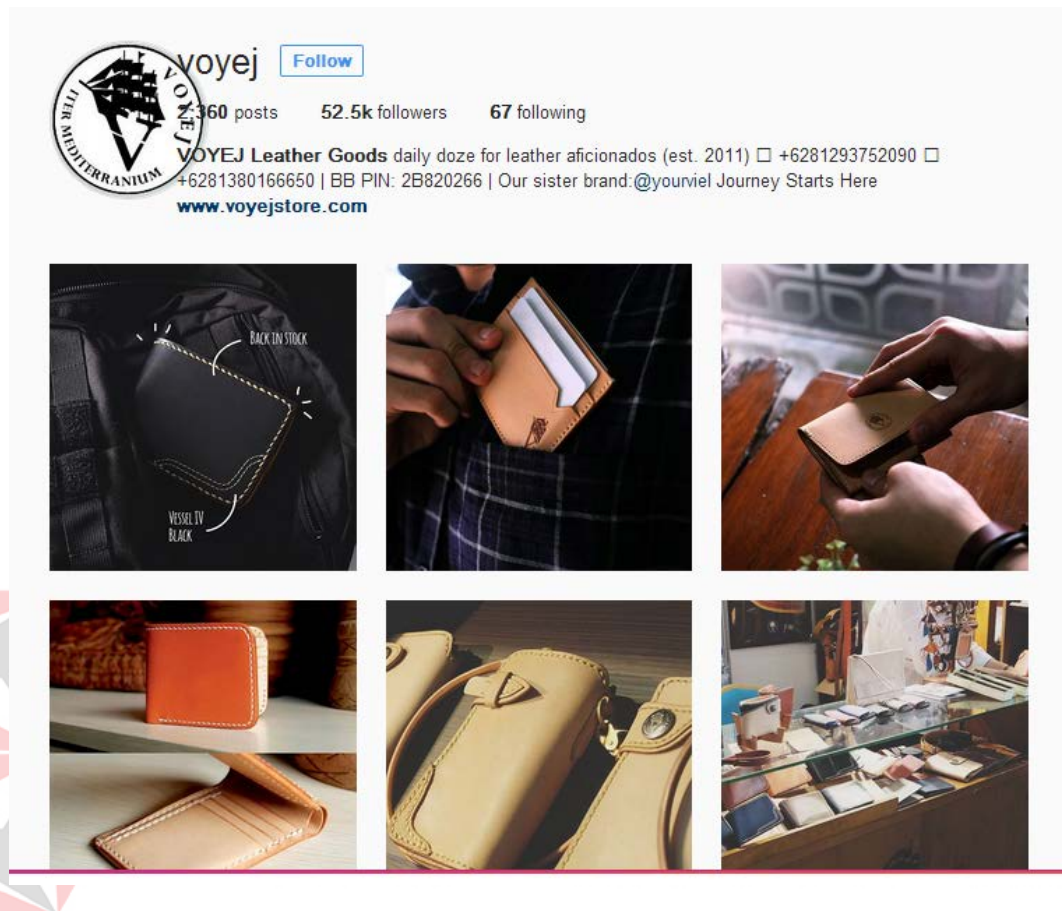 voyej Follow
2,360 posts 52.5k followers 67 following
VOYEJ Leather Goods daily doze for leather aficionados (est. 2011) □ +6281293752090 □
+6281380166650 | BB PIN: 2B820266 | Our sister brand:@yourviel Journey Starts Here
www.voyejstore.com
VOYEJ
ITER MEDITERRANIUM
BACK IN STOCK
VESSEL IV
BLACK